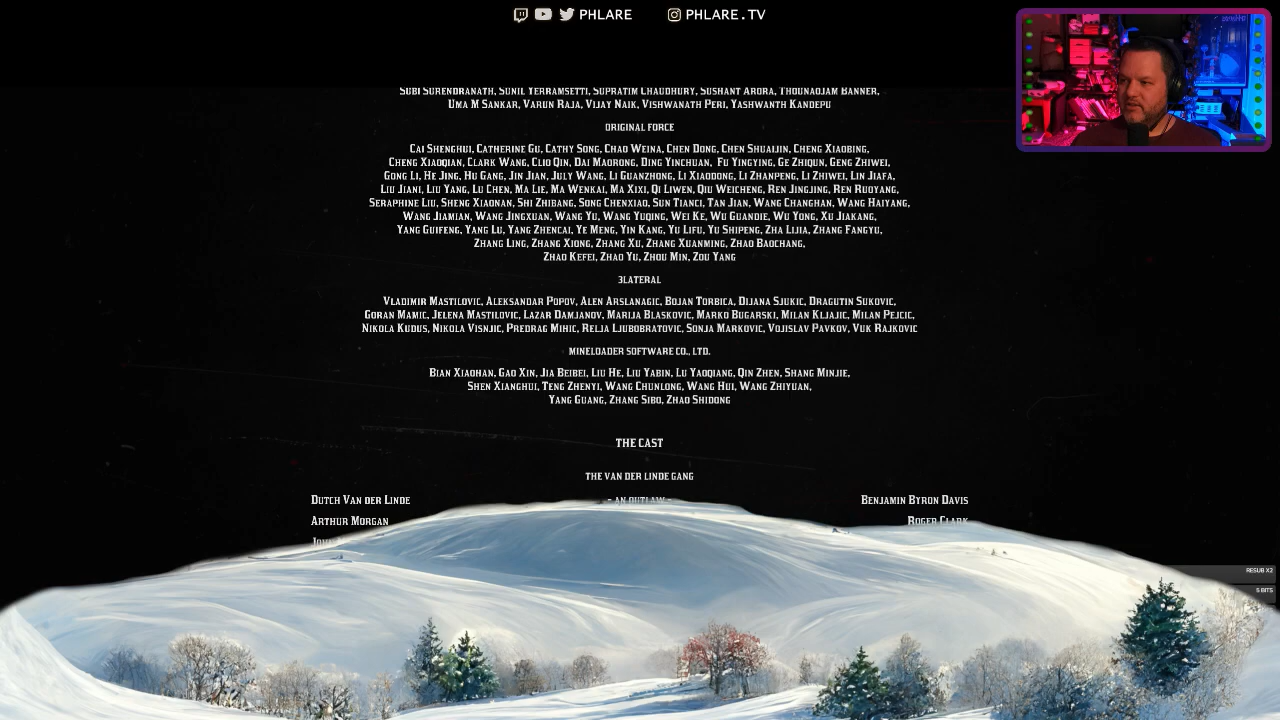 PHLARE PHLARE.TV
Subi Surendranath, Sunil Yerramsetti, Supratim Chaudhury, Sushant Arora, Thounaojam Banner,
Uma M Sankar, Varun Raja, Vijay Naik, Vishwanath Peri, Yashwanth Kandepu
ORIGINAL FORCE
Cai Shenghui, Catherine Gu, Cathy Song, Chao Weina, Chen Dong, Chen Shuaijin, Cheng Xiaobing,
Cheng Xiaoqian, Clark Wang, Clio Qin, Dai Maorong, Ding Yinchuan, Fu Yingying, Ge Zhiqun, Geng Zhiwei,
Gong Li, He Jing, Hu Gang, Jin Jian, July Wang, Li Guanzhong, Li Xiaodong, Li Zhanpeng, Li Zhiwei, Lin Jiafa,
Liu Jiani, Liu Yang, Lu Chen, Ma Lie, Ma Wenkai, Ma Xixi, Qi Liwen, Qiu Weicheng, Ren Jingjing, Ren Ruoyang,
Seraphine Liu, Sheng Xiaonan, Shi Zhibang, Song Chenxiao, Sun Tianci, Tan Jian, Wang Changhan, Wang Haiyang,
Wang Jiamian, Wang Jingxuan, Wang Yu, Wang Yuqing, Wei Ke, Wu Guandie, Wu Yong, Xu Jiakang,
Yang Guifeng, Yang Lu, Yang Zhencai, Ye Meng, Yin Kang, Yu Lifu, Yu Shipeng, Zha Lijia, Zhang Fangyu,
Zhang Ling, Zhang Xiong, Zhang Xu, Zhang Xuanming, Zhao Baochang,
Zhao Kefei, Zhao Yu, Zhou Min, Zou Yang
3LATERAL
Vladimir Mastilovic, Aleksandar Popov, Alen Arslanagic, Bojan Torbica, Dijana Sjukic, Dragutin Sukovic,
Goran Mamic, Jelena Mastilovic, Lazar Damjanov, Marija Blaskovic, Marko Bugarski, Milan Kljajic, Milan Pejcic,
Nikola Kudus, Nikola Visnjic, Predrag Mihic, Relja Ljubobratovic, Sonja Markovic, Vojislav Pavkov, Vuk Rajkovic
MINELOADER SOFTWARE CO., LTD.
Bian Xiaohan, Gao Xin, Jia Beibei, Liu He, Liu Yabin, Lu Yaoqiang, Qin Zhen, Shang Minjie,
Shen Xianghui, Teng Zhenyi, Wang Chunlong, Wang Hui, Wang Zhiyuan,
Yang Guang, Zhang Sibo, Zhao Shidong
THE CAST
THE VAN DER LINDE GANG
Dutch Van der Linde - AN OUTLAW - Benjamin Byron Davis
Arthur Morgan Roger Clark
RESUB X2
5 BITS